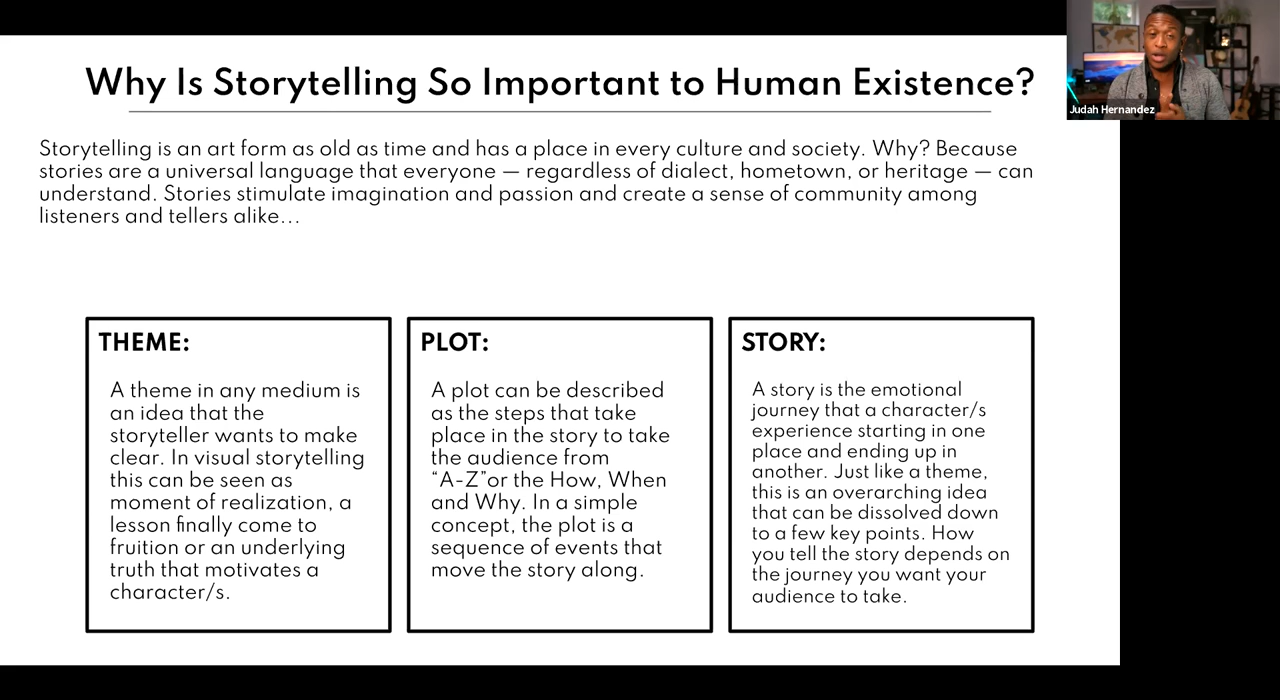 Why Is Storytelling So Important to Human Existence?
Judah Hernandez
Storytelling is an art form as old as time and has a place in every culture and society. Why? Because
stories are a universal language that everyone — regardless of dialect, hometown, or heritage — can
understand. Stories stimulate imagination and passion and create a sense of community among
listeners and tellers alike...
THEME:
A theme in any medium is
an idea that the
storyteller wants to make
clear. In visual storytelling
this can be seen as
moment of realization, a
lesson finally come to
fruition or an underlying
truth that motivates a
character/s.
PLOT:
A plot can be described
as the steps that take
place in the story to take
the audience from
“A-Z”or the How, When
and Why. In a simple
concept, the plot is a
sequence of events that
move the story along.
STORY:
A story is the emotional
journey that a character/s
experience starting in one
place and ending up in
another. Just like a theme,
this is an overarching idea
that can be dissolved down
to a few key points. How
you tell the story depends on
the journey you want your
audience to take.